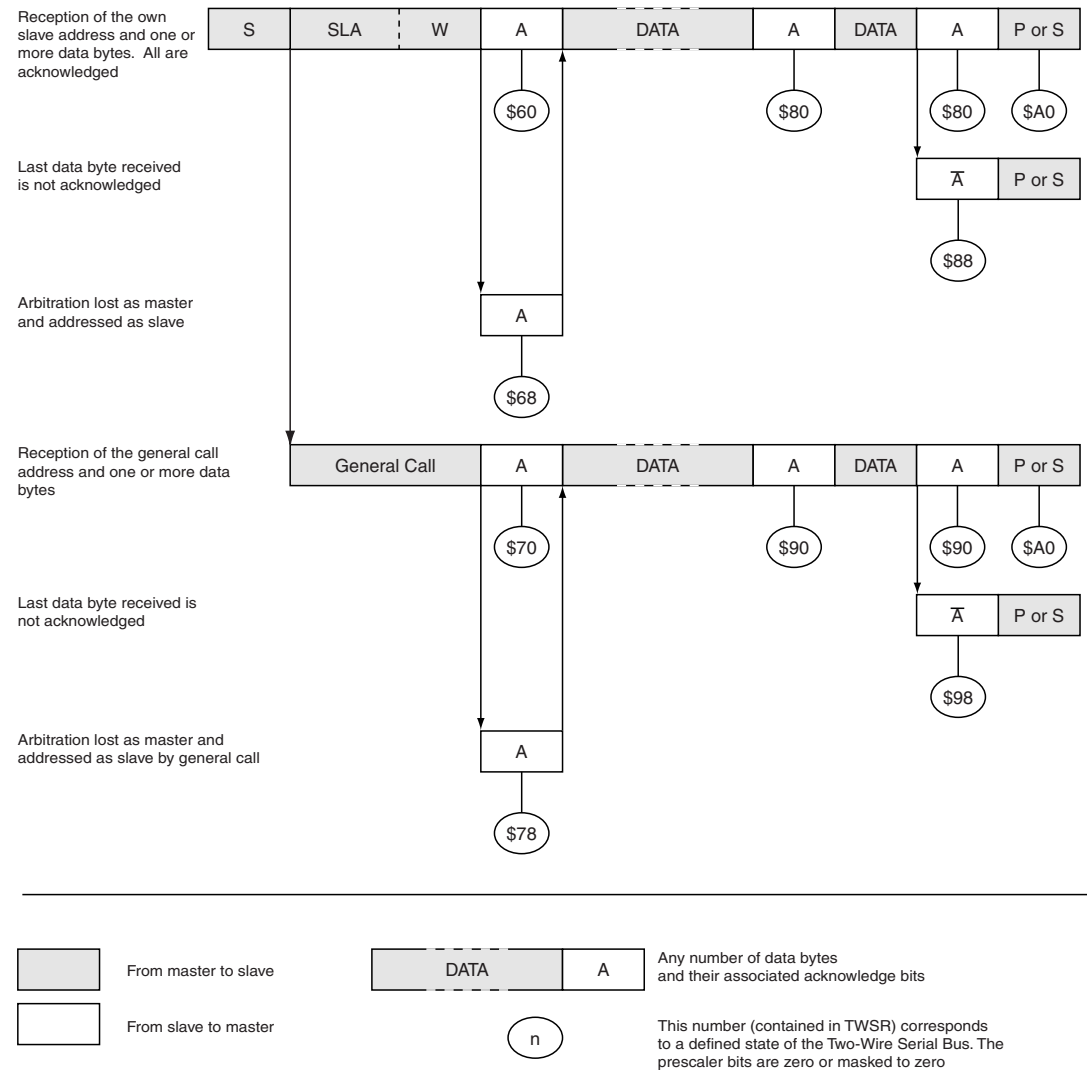 Reception of the own
slave address and one or
more data bytes. All are
acknowledged
S SLA W A DATA A DATA A P or S
$60 $80 $80 $A0
Last data byte received
is not acknowledged
A̅ P or S
$88
Arbitration lost as master
and addressed as slave
A
$68
Reception of the general call
address and one or more data
bytes
General Call A DATA A DATA A P or S
$70 $90 $90 $A0
Last data byte received is
not acknowledged
A̅ P or S
$98
Arbitration lost as master and
addressed as slave by general call
A
$78
From master to slave
DATA A
Any number of data bytes
and their associated acknowledge bits
From slave to master
n
This number (contained in TWSR) corresponds
to a defined state of the Two-Wire Serial Bus. The
prescaler bits are zero or masked to zero